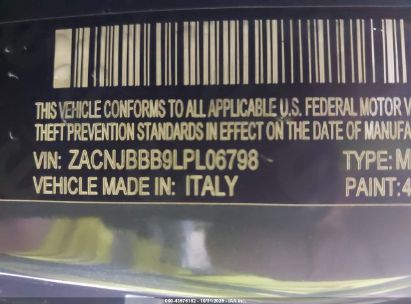 THIS VEHICLE CONFORMS TO ALL APPLICABLE U.S. FEDERAL MOTOR V
THEFT PREVENTION STANDARDS IN EFFECT ON THE DATE OF MANUFA
VIN: ZACNJBBB9LPL06798 TYPE: M
VEHICLE MADE IN: ITALY PAINT: 4